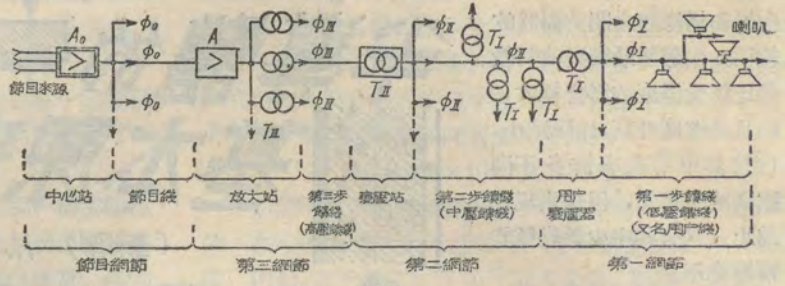 A₀
ϕ₀
ϕ₀
ϕ₀
A
ϕIII
ϕIII
ϕIII
TIII
TII
ϕII
ϕII
ϕII
TI
TI
TI
TI
ϕI
ϕI
ϕI
喇叭
節目來線
中心站
節目綫
放大站
第三步
饋綫
(高壓饋綫)
變壓站
第二步饋綫
(中壓饋綫)
用户
變壓器
第一步饋綫
(低壓饋綫)
(又名用户綫)
節目網節
第三網節
第二網節
第一網節